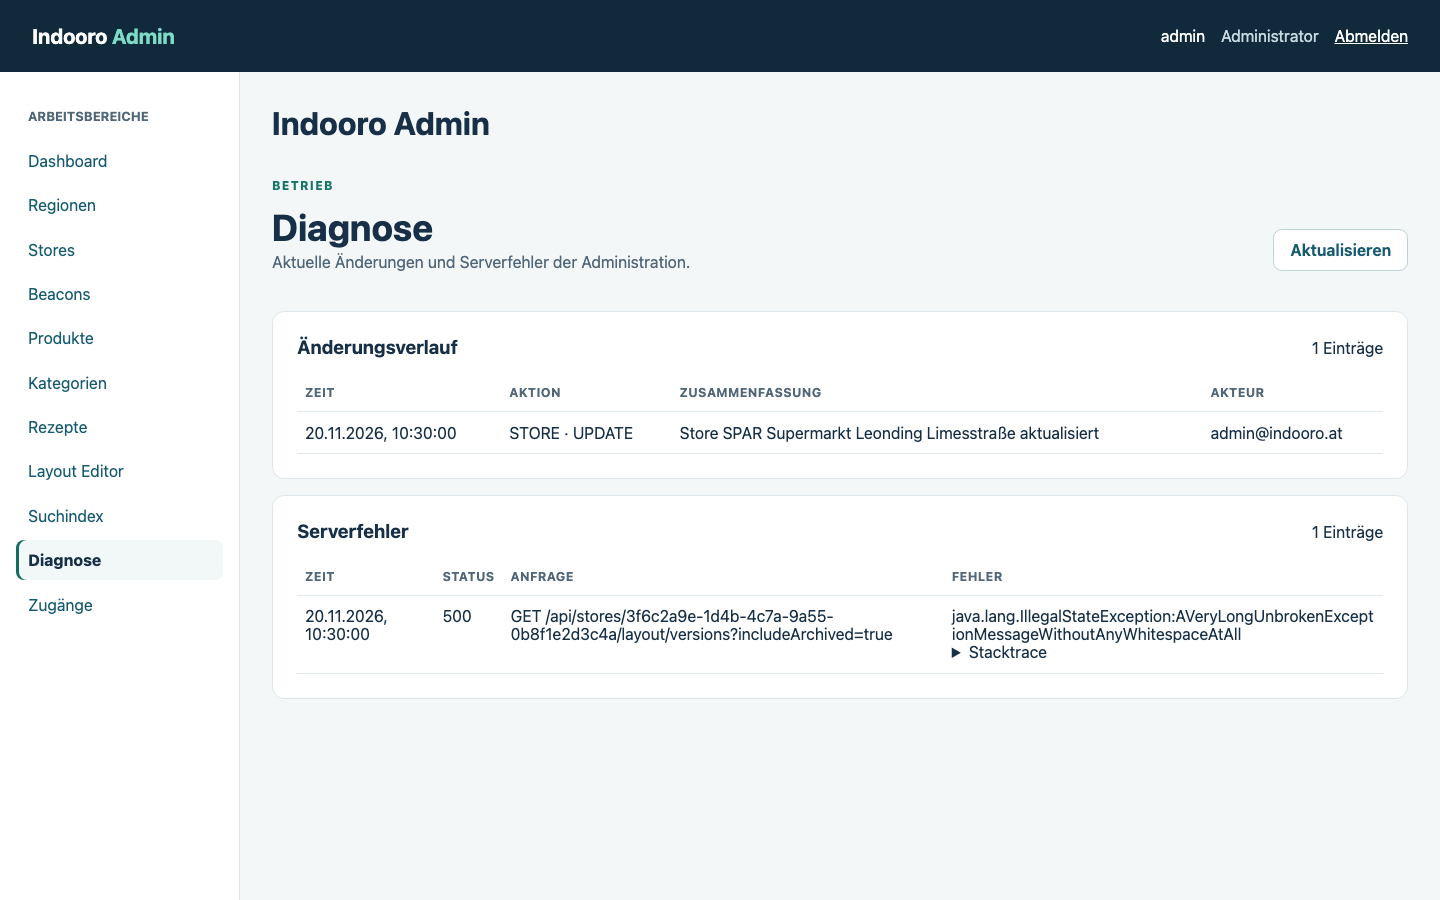 Indooro Admin
admin Administrator Abmelden
ARBEITSBEREICHE
Dashboard
Regionen
Stores
Beacons
Produkte
Kategorien
Rezepte
Layout Editor
Suchindex
Diagnose
Zugänge
Indooro Admin
BETRIEB
Diagnose
Aktuelle Änderungen und Serverfehler der Administration.
Aktualisieren
Änderungsverlauf
1 Einträge
ZEIT AKTION ZUSAMMENFASSUNG AKTEUR
20.11.2026, 10:30:00 STORE · UPDATE Store SPAR Supermarkt Leonding Limesstraße aktualisiert admin@indooro.at
Serverfehler
1 Einträge
ZEIT STATUS ANFRAGE FEHLER
20.11.2026,
10:30:00
500
GET /api/stores/3f6c2a9e-1d4b-4c7a-9a55-
0b8f1e2d3c4a/layout/versions?includeArchived=true
java.lang.IllegalStateException:AVeryLongUnbrokenExcept
ionMessageWithoutAnyWhitespaceAtAll
▶ Stacktrace